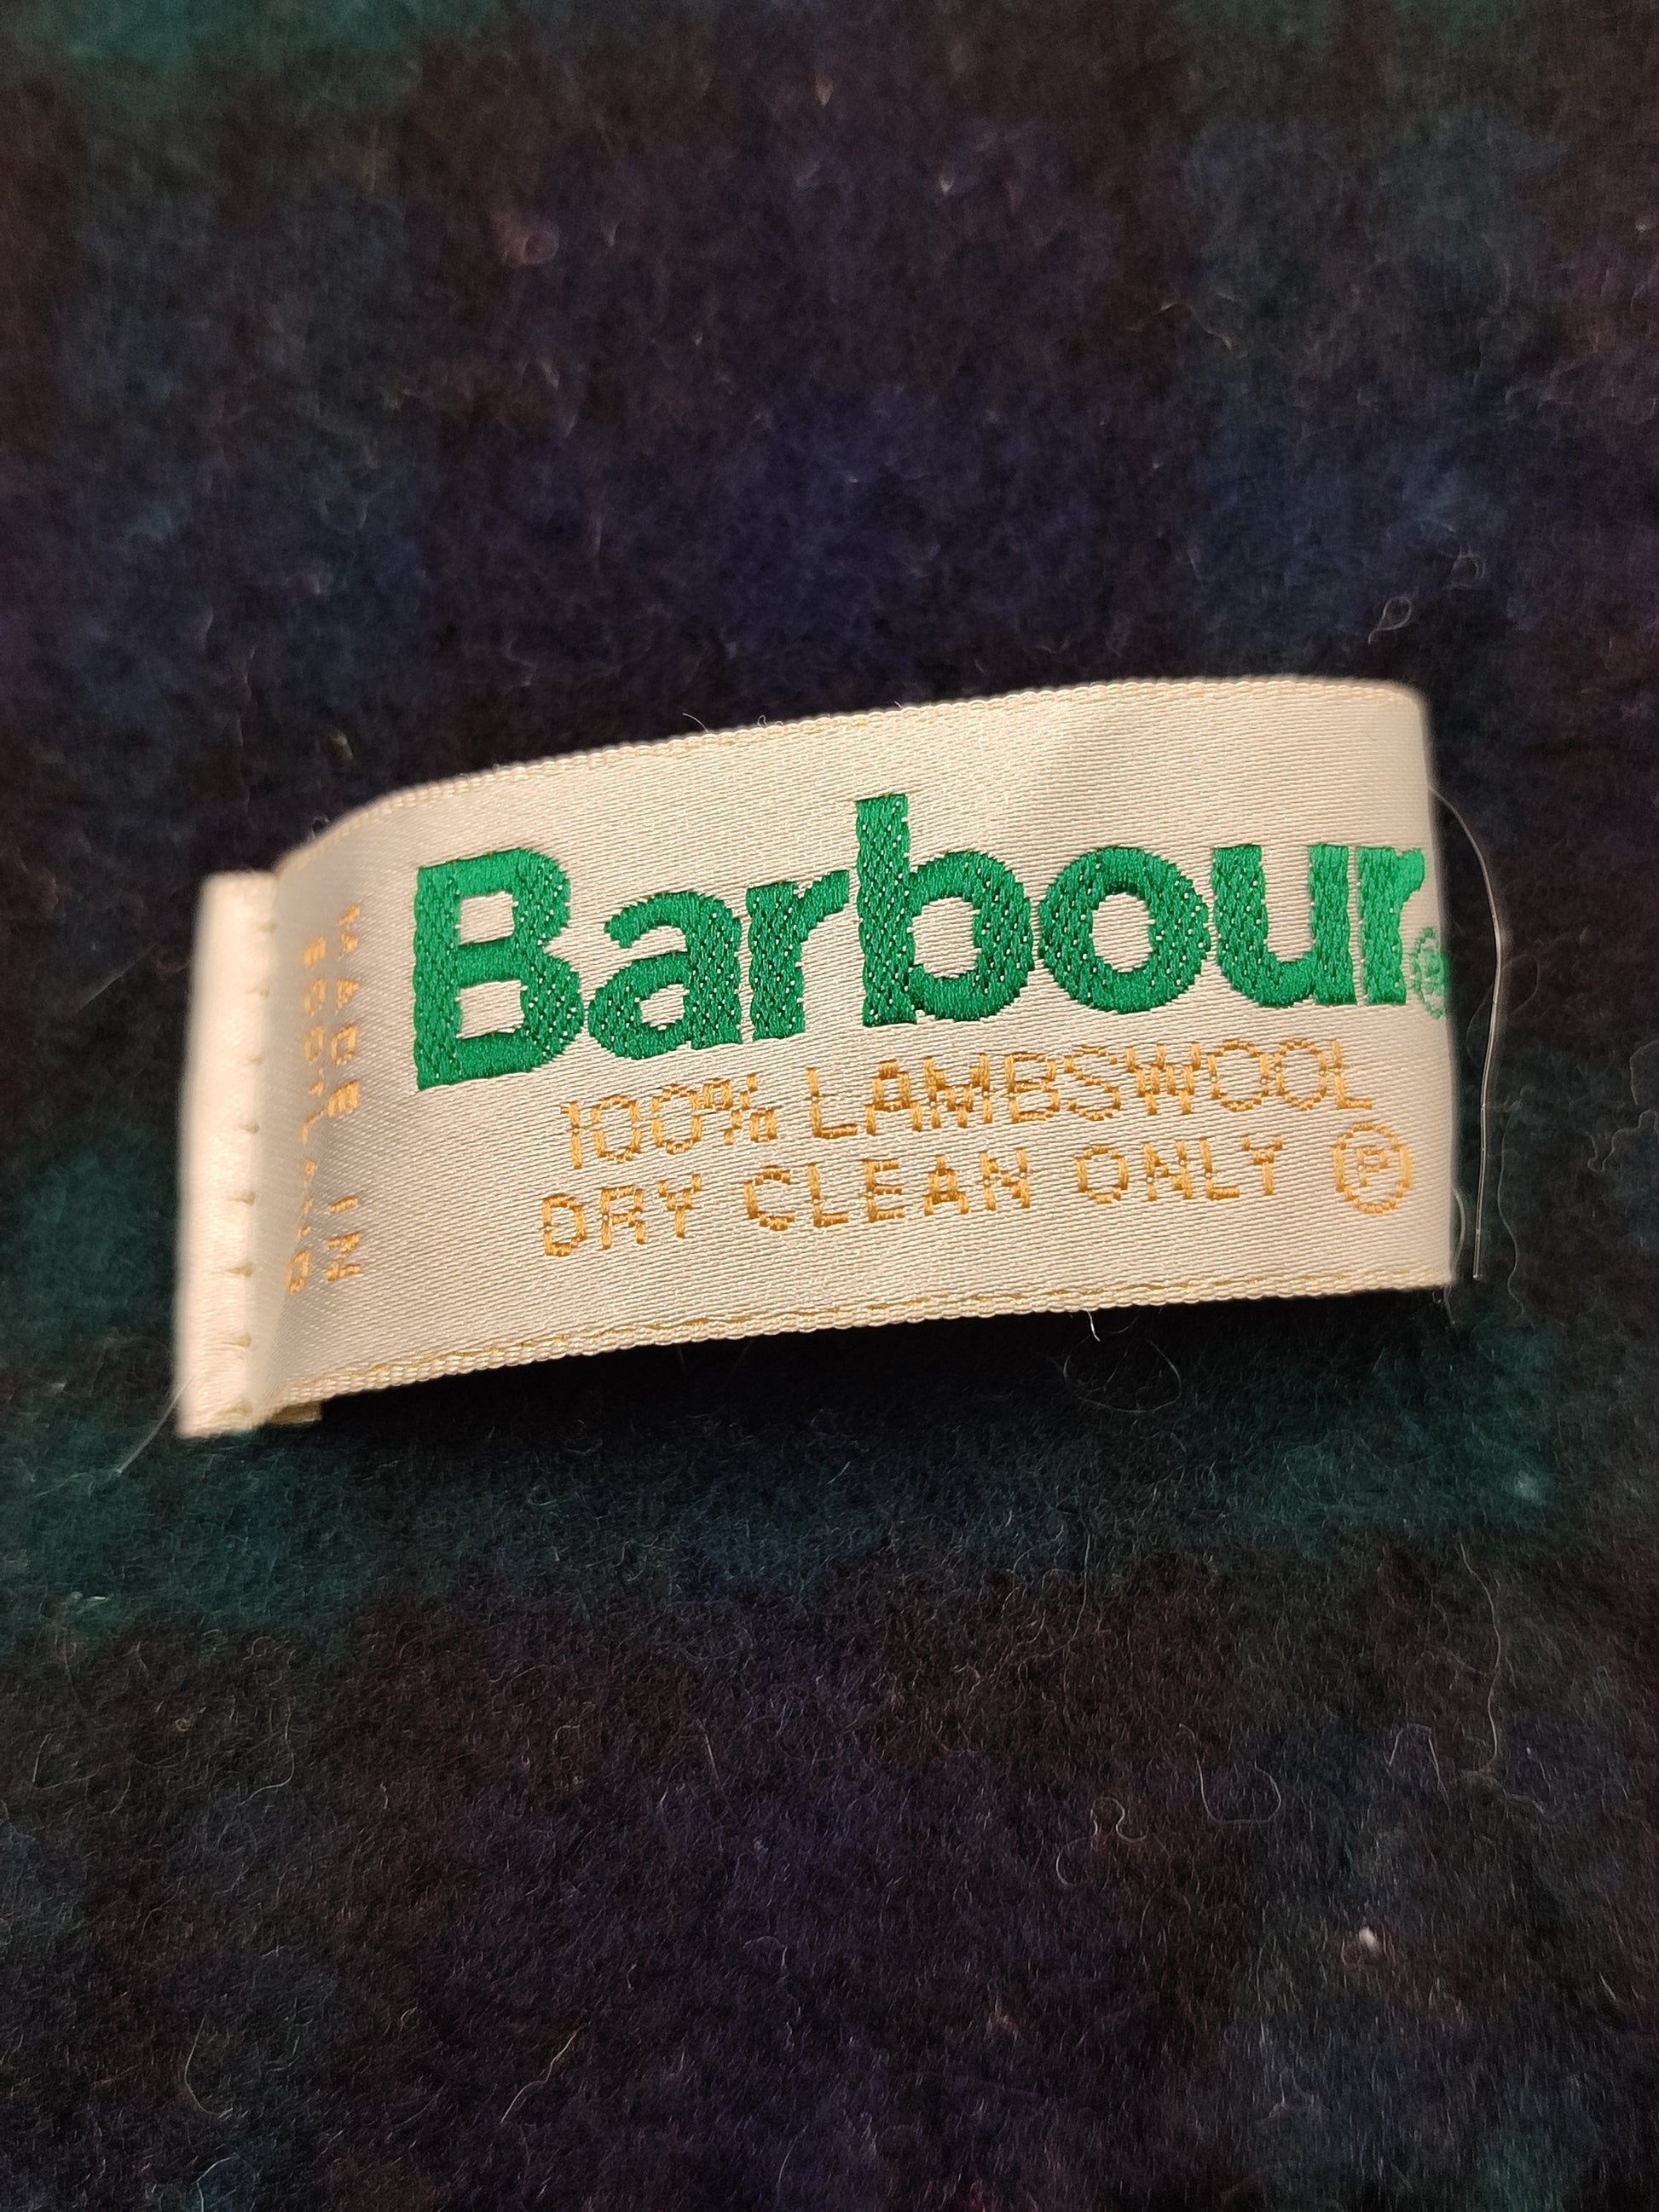 Barbour®
100% LAMBSWOOL
DRY CLEAN ONLY Ⓟ
MADE IN
SCOTLAND